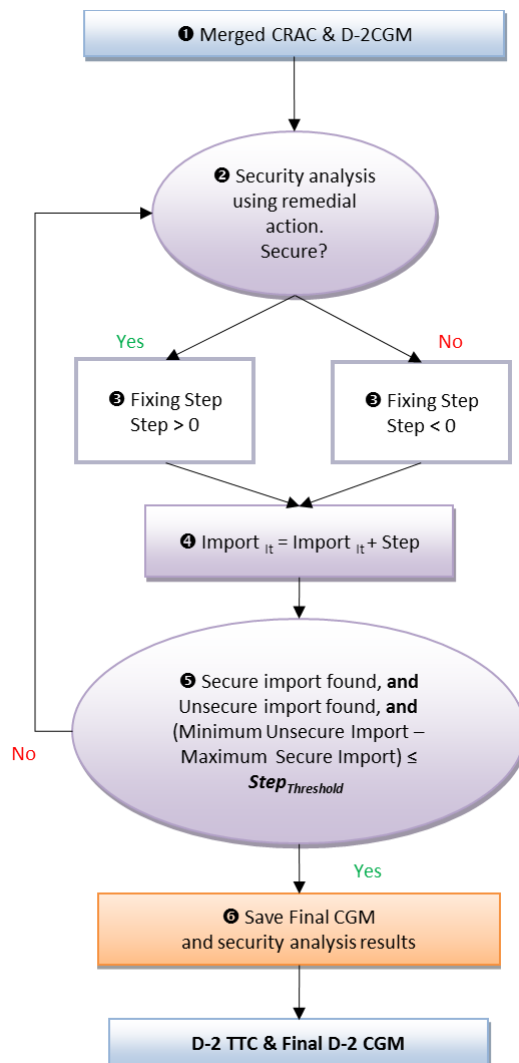 ❶ Merged CRAC & D-2CGM
❷ Security analysis
using remedial
action.
Secure?
Yes
No
❸ Fixing Step
Step > 0
❸ Fixing Step
Step < 0
❹ Import It = Import It + Step
❺ Secure import found, and
Unsecure import found, and
(Minimum Unsecure Import –
Maximum Secure Import) ≤
StepThreshold
No
Yes
❻ Save Final CGM
and security analysis results
D-2 TTC & Final D-2 CGM